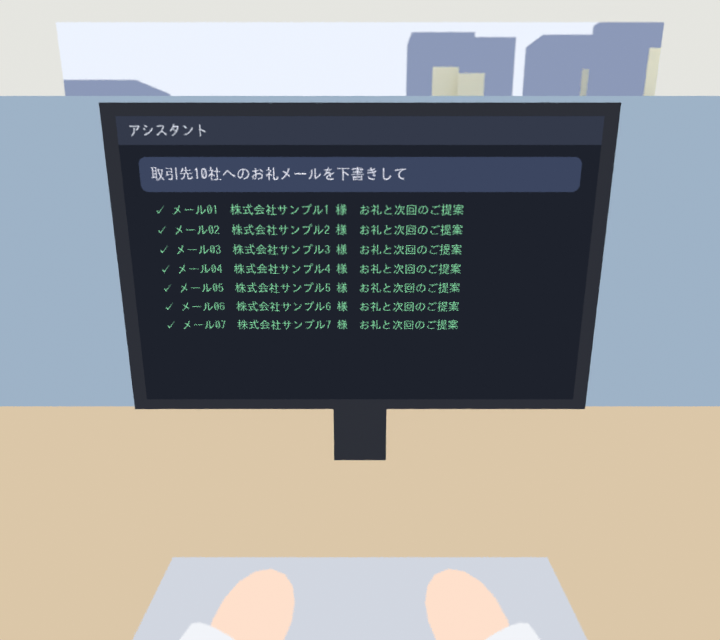 アシスタント
取引先10社へのお礼メールを下書きして
✓ メール01 株式会社サンプル1 様 お礼と次回のご提案
✓ メール02 株式会社サンプル2 様 お礼と次回のご提案
✓ メール03 株式会社サンプル3 様 お礼と次回のご提案
✓ メール04 株式会社サンプル4 様 お礼と次回のご提案
✓ メール05 株式会社サンプル5 様 お礼と次回のご提案
✓ メール06 株式会社サンプル6 様 お礼と次回のご提案
✓ メール07 株式会社サンプル7 様 お礼と次回のご提案